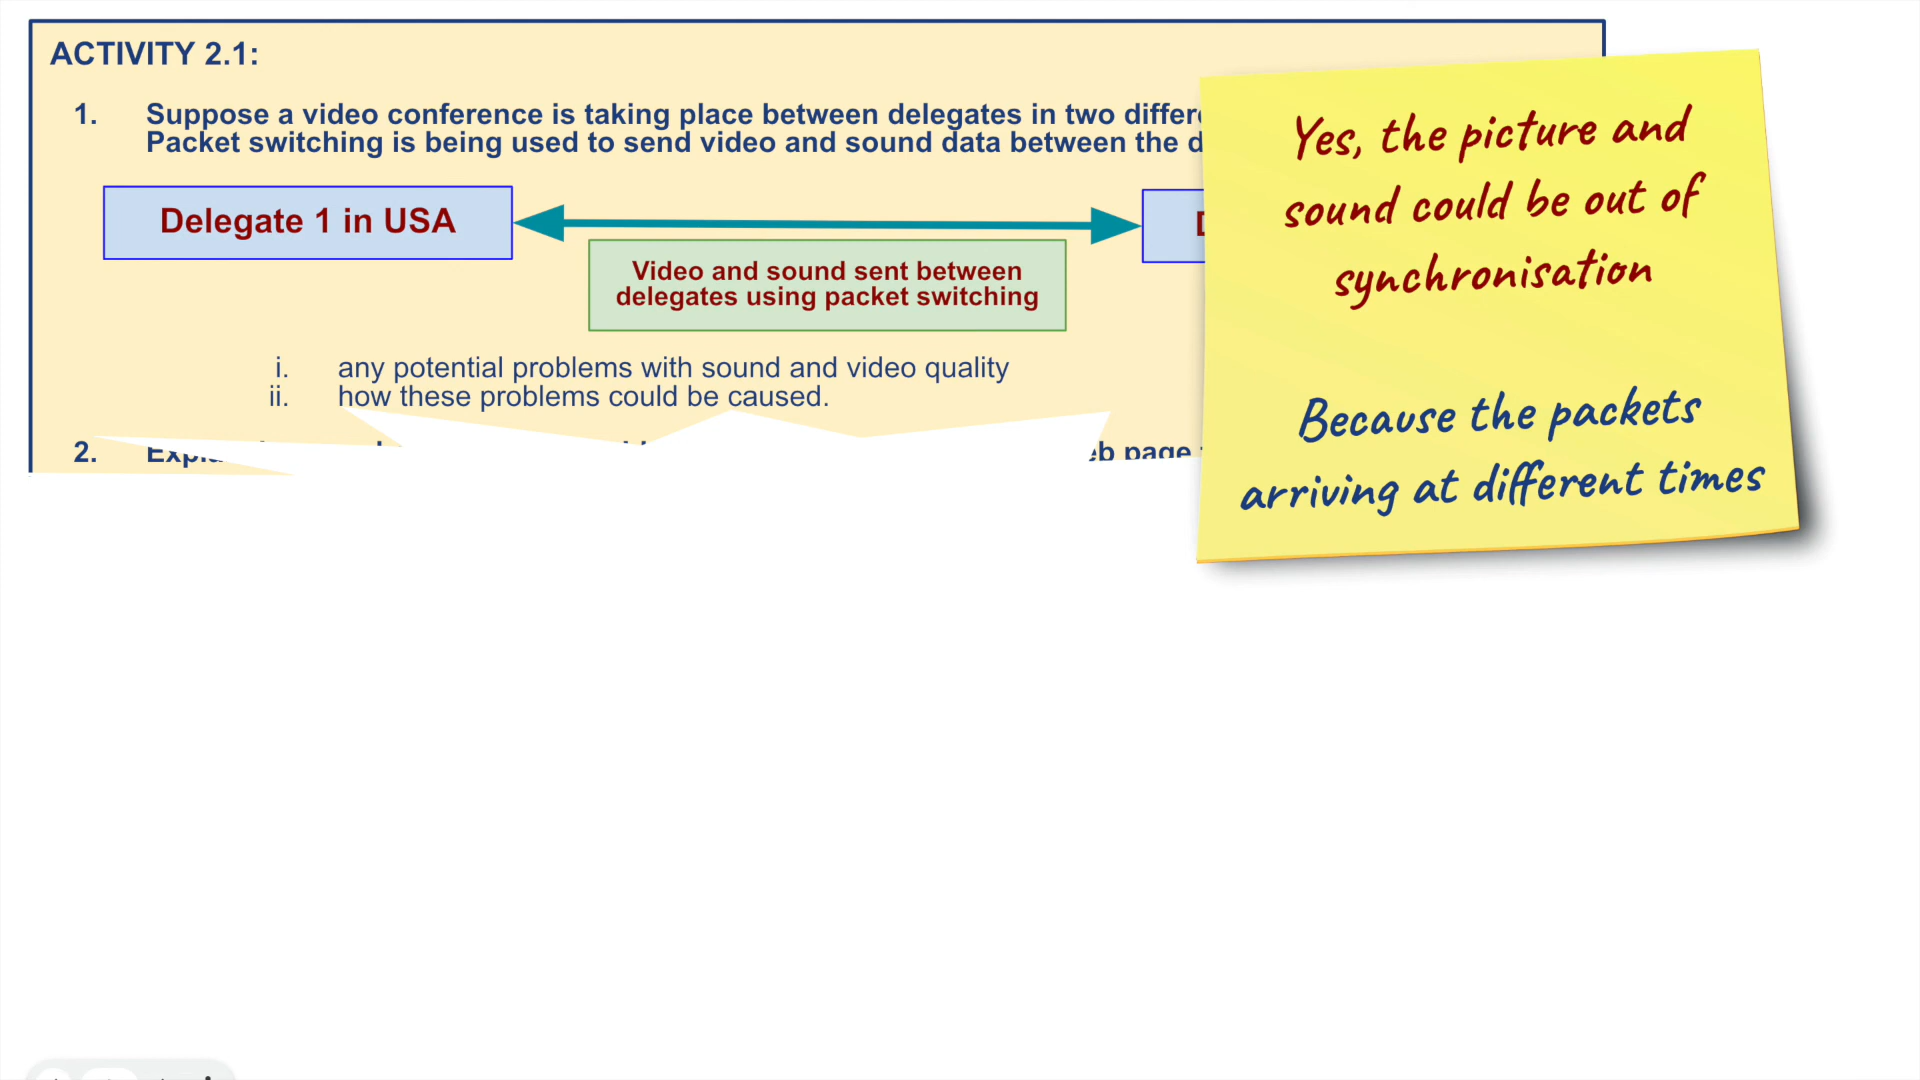 ACTIVITY 2.1:
1. Suppose a video conference is taking place between delegates in two
Packet switching is being used to send video and sound data between the
Delegate 1 in USA
Video and sound sent between
delegates using packet switching
i. any potential problems with sound and video quality
ii. how these problems could be caused.
2.
page
Yes, the picture and
sound could be out of
synchronisation
Because the packets
arriving at different times